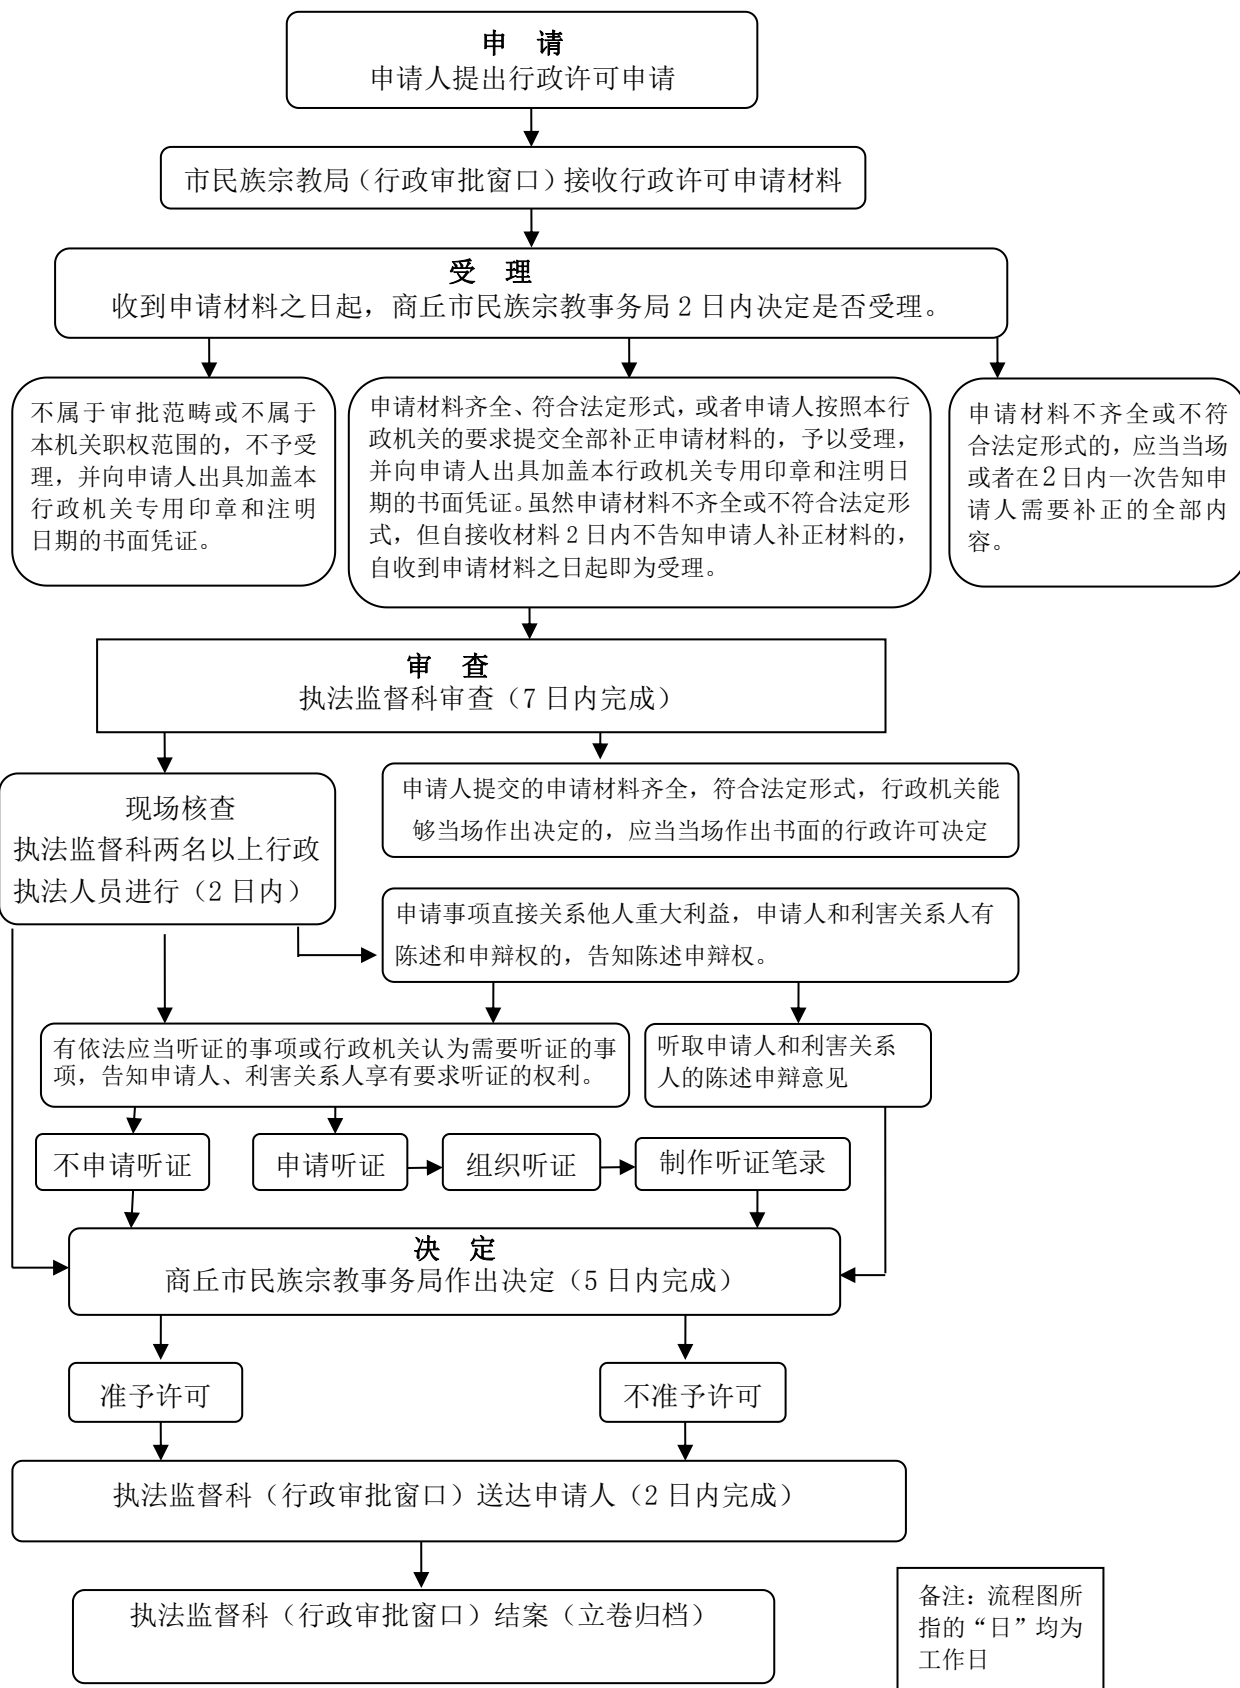 申 请
申请人提出行政许可申请
市民族宗教局（行政审批窗口）接收行政许可申请材料
受 理
收到申请材料之日起，商丘市民族宗教事务局 2 日内决定是否受理。
不属于审批范畴或不属于
本机关职权范围的，不予受
理，并向申请人出具加盖本
行政机关专用印章和注明
日期的书面凭证。
申请材料齐全、符合法定形式，或者申请人按照本行
政机关的要求提交全部补正申请材料的，予以受理，
并向申请人出具加盖本行政机关专用印章和注明日
期的书面凭证。虽然申请材料不齐全或不符合法定形
式，但自接收材料 2 日内不告知申请人补正材料的，
自收到申请材料之日起即为受理。
申请材料不齐全或不符
合法定形式的，应当当场
或者在 2 日内一次告知申
请人需要补正的全部内
容。
审 查
执法监督科审查（7 日内完成）
现场核查
执法监督科两名以上行政
执法人员进行（2 日内）
申请人提交的申请材料齐全，符合法定形式，行政机关能
够当场作出决定的，应当当场作出书面的行政许可决定
申请事项直接关系他人重大利益，申请人和利害关系人有
陈述和申辩权的，告知陈述申辩权。
有依法应当听证的事项或行政机关认为需要听证的事
项，告知申请人、利害关系人享有要求听证的权利。
听取申请人和利害关系
人的陈述申辩意见
不申请听证
申请听证
组织听证
制作听证笔录
决 定
商丘市民族宗教事务局作出决定（5 日内完成）
准予许可
不准予许可
执法监督科（行政审批窗口）送达申请人（2 日内完成）
执法监督科（行政审批窗口）结案（立卷归档）
备注：流程图所
指的“日”均为
工作日